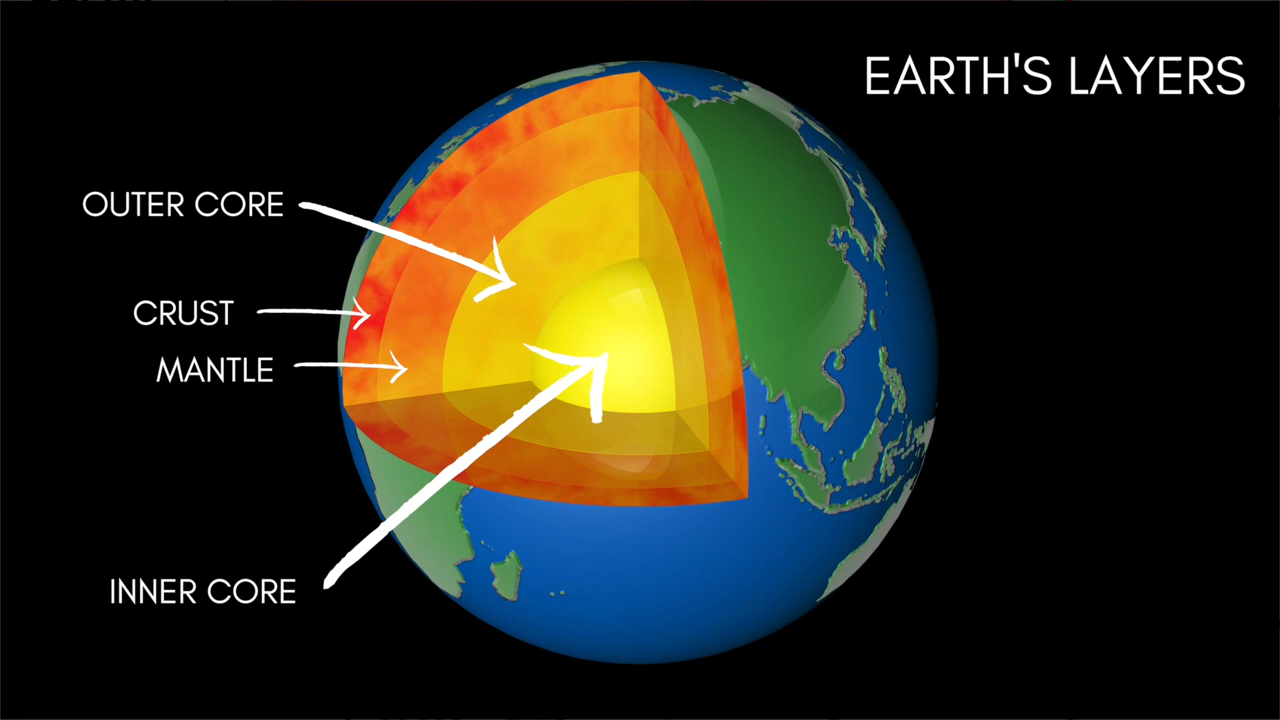 EARTH'S LAYERS
OUTER CORE
CRUST
MANTLE
INNER CORE